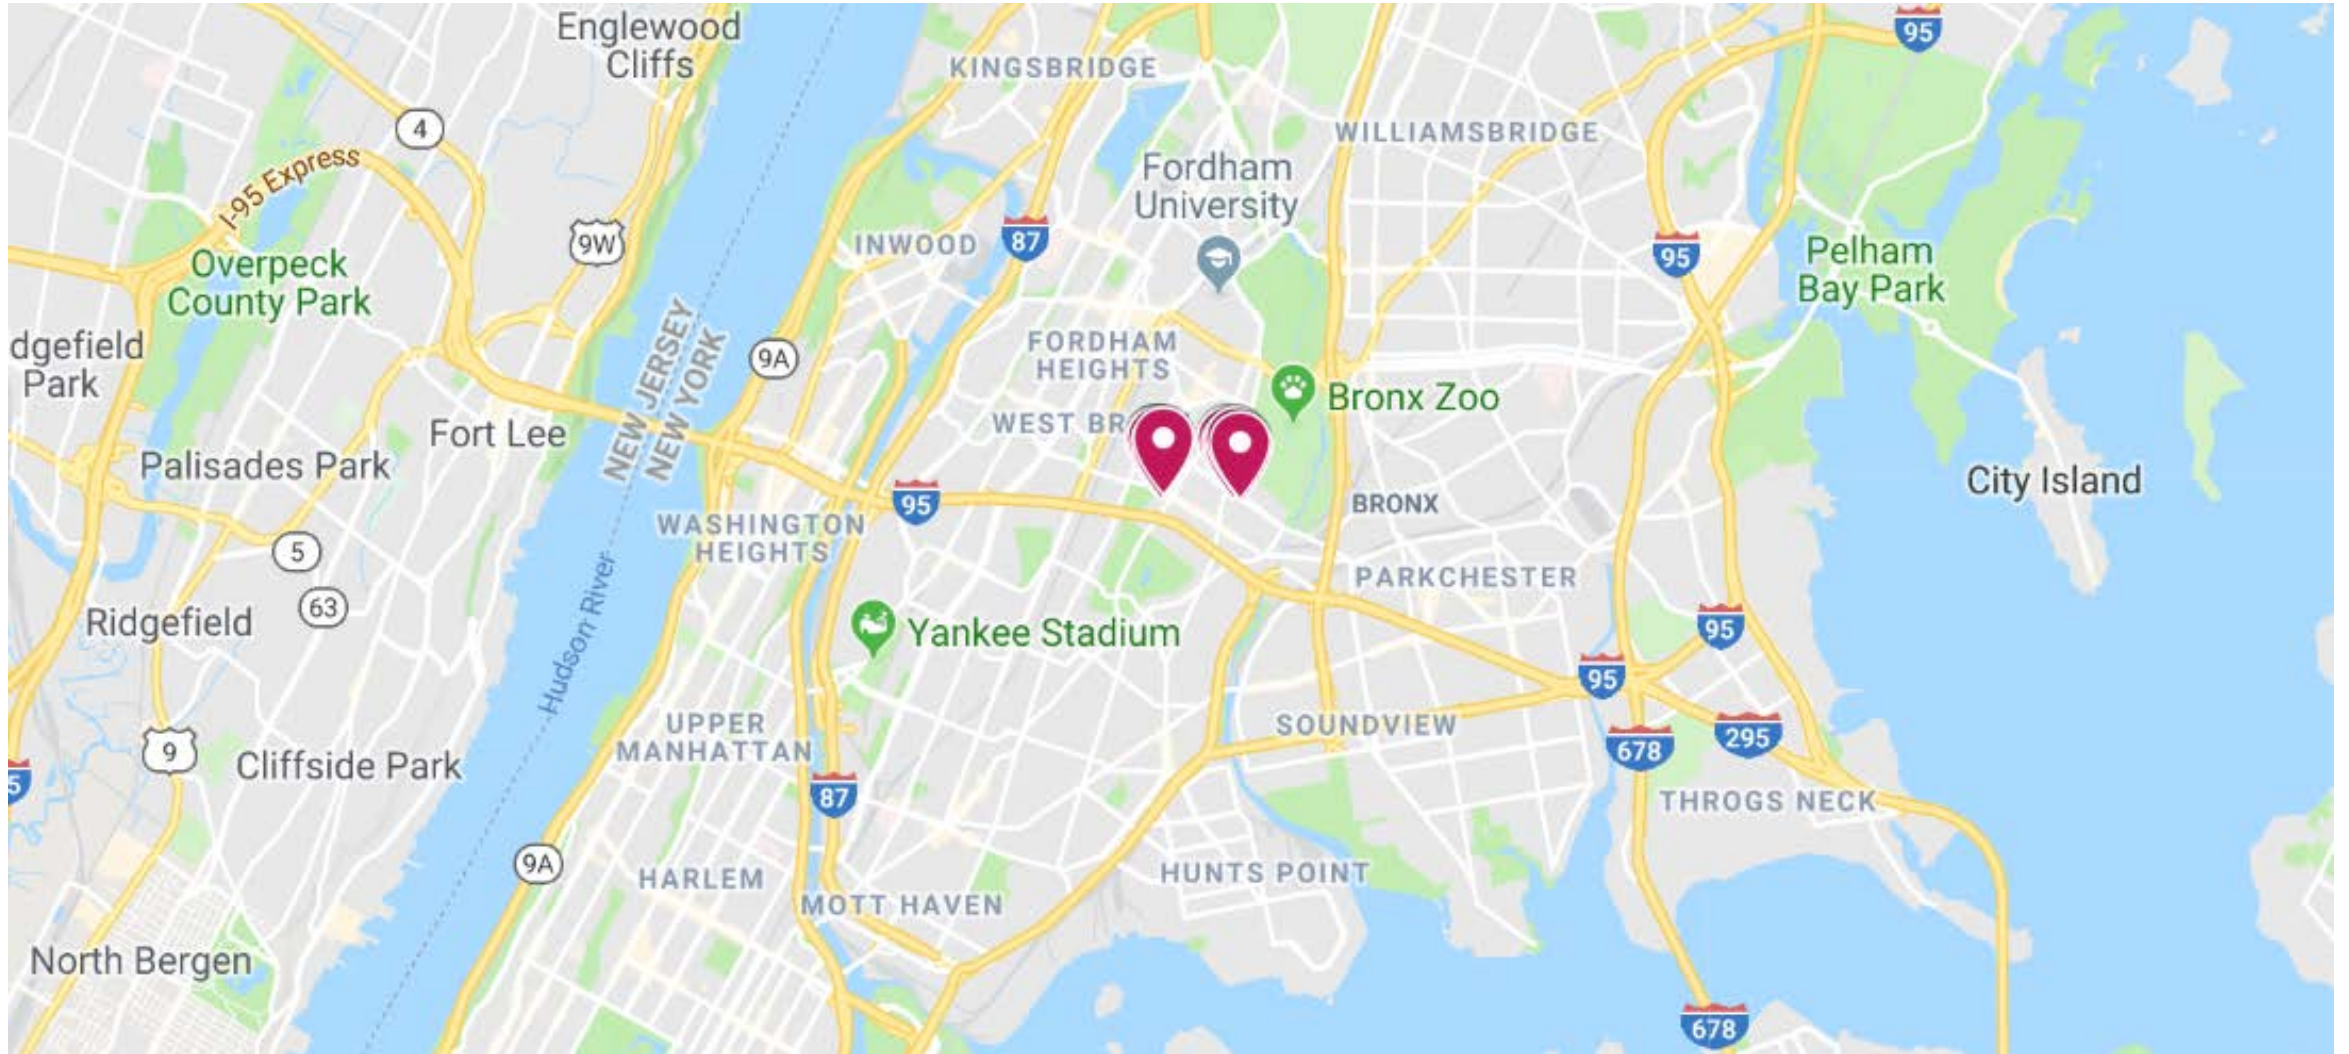 Englewood
Cliffs
KINGSBRIDGE
95
4
WILLIAMSBRIDGE
I-95 Express
Fordham
University
9W
INWOOD
87
95
Overpeck
County Park
Pelham
Bay Park
NEW JERSEY
NEW YORK
dgefield
Park
9A
FORDHAM
HEIGHTS
Bronx Zoo
WEST BR
Fort Lee
Palisades Park
City Island
95
BRONX
WASHINGTON
HEIGHTS
5
PARKCHESTER
63
Ridgefield
Hudson River
Yankee Stadium
95
95
9
UPPER
MANHATTAN
SOUNDVIEW
678
295
Cliffside Park
5
87
THROGS NECK
9A
HARLEM
HUNTS POINT
MOTT HAVEN
North Bergen
678